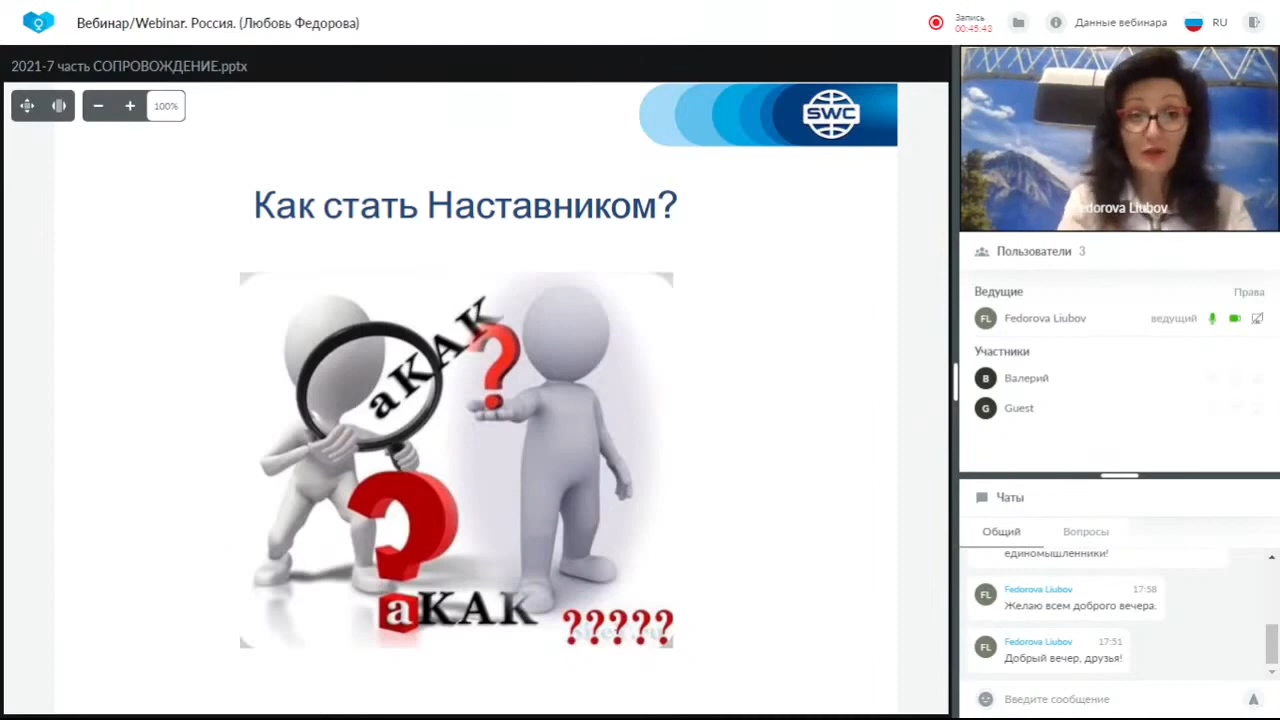 Вебинар/Webinar. Россия. (Любовь Федорова)
Запись
00:45:43
Данные вебинара
RU
2021-7 часть СОПРОВОЖДЕНИЕ.pptx
100%
SWC
Как стать Наставником?
аКАК
?
?
аКАК
?????
Fedorova Liubov
Пользователи 3
Ведущие
Права
FL
Fedorova Liubov
ведущий
Участники
В
Валерий
G
Guest
Чаты
Общий
Вопросы
единомышленники!
FL
Fedorova Liubov
17:58
Желаю всем доброго вечера.
FL
Fedorova Liubov
17:51
Добрый вечер, друзья!
Введите сообщение